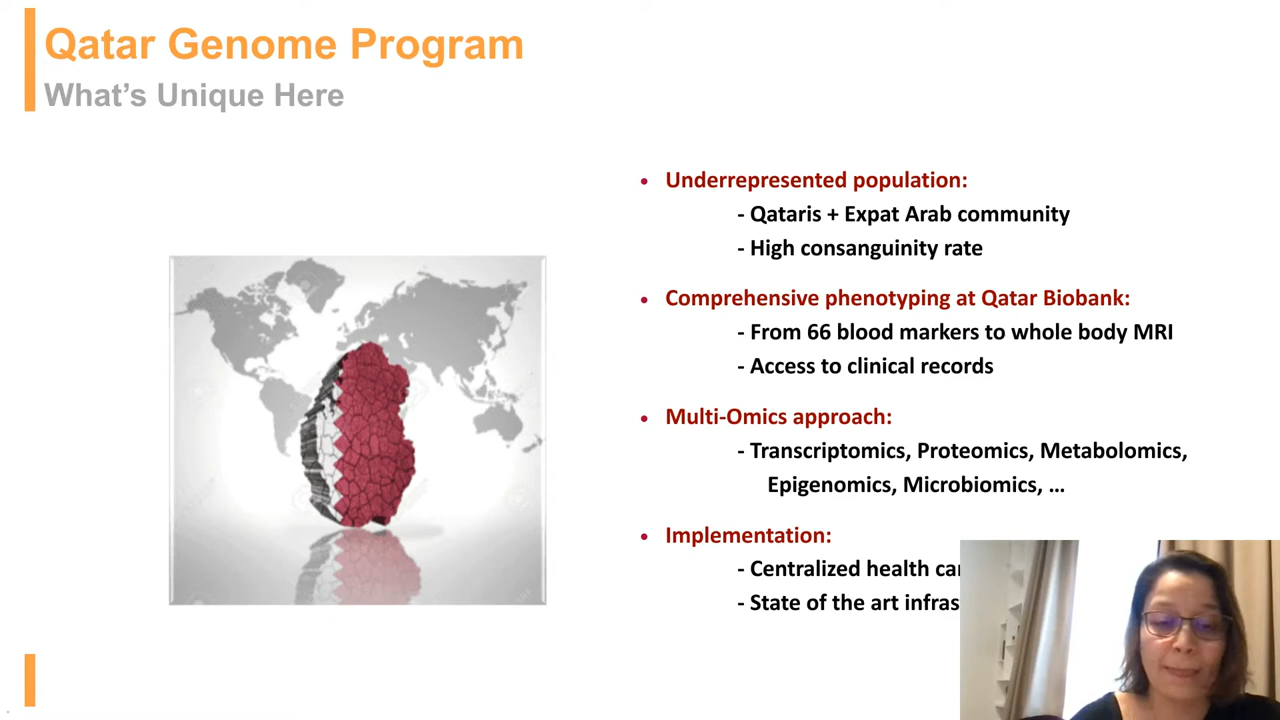 Qatar Genome Program
What's Unique Here
• Underrepresented population:
- Qataris + Expat Arab community
- High consanguinity rate
• Comprehensive phenotyping at Qatar Biobank:
- From 66 blood markers to whole body MRI
- Access to clinical records
• Multi-Omics approach:
- Transcriptomics, Proteomics, Metabolomics,
Epigenomics, Microbiomics, ...
• Implementation:
- Centralized health
- State of the art